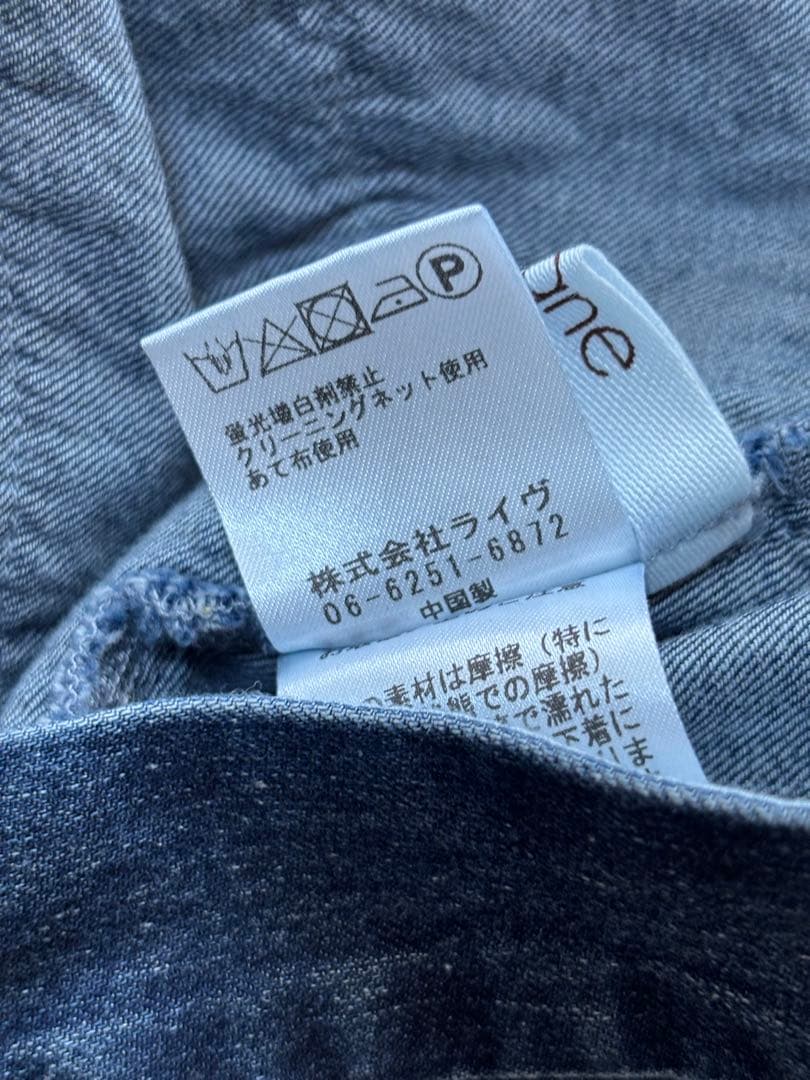 P
ane
蛍光増白剤禁止
クリーニングネット使用
あて布使用
株式会社ライヴ
06-6251-6872
中国製
の素材は摩擦（特に
態での摩擦）
で濡れた
下着に